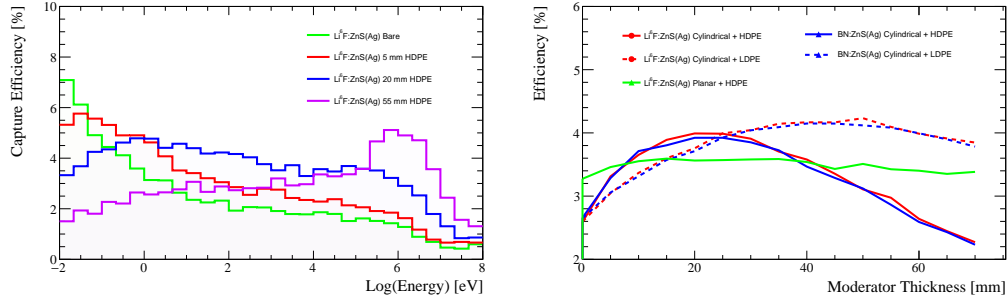 Capture Efficiency [%]
10
8
6
4
2
0
−2
0
2
4
6
8
Log(Energy) [eV]
Li⁶F:ZnS(Ag) Bare
Li⁶F:ZnS(Ag) 5 mm HDPE
Li⁶F:ZnS(Ag) 20 mm HDPE
Li⁶F:ZnS(Ag) 55 mm HDPE
Efficiency [%]
6
5
4
3
2
0
20
40
60
Moderator Thickness [mm]
Li⁶F:ZnS(Ag) Cylindrical + HDPE
Li⁶F:ZnS(Ag) Cylindrical + LDPE
Li⁶F:ZnS(Ag) Planar + HDPE
BN:ZnS(Ag) Cylindrical + HDPE
BN:ZnS(Ag) Cylindrical + LDPE